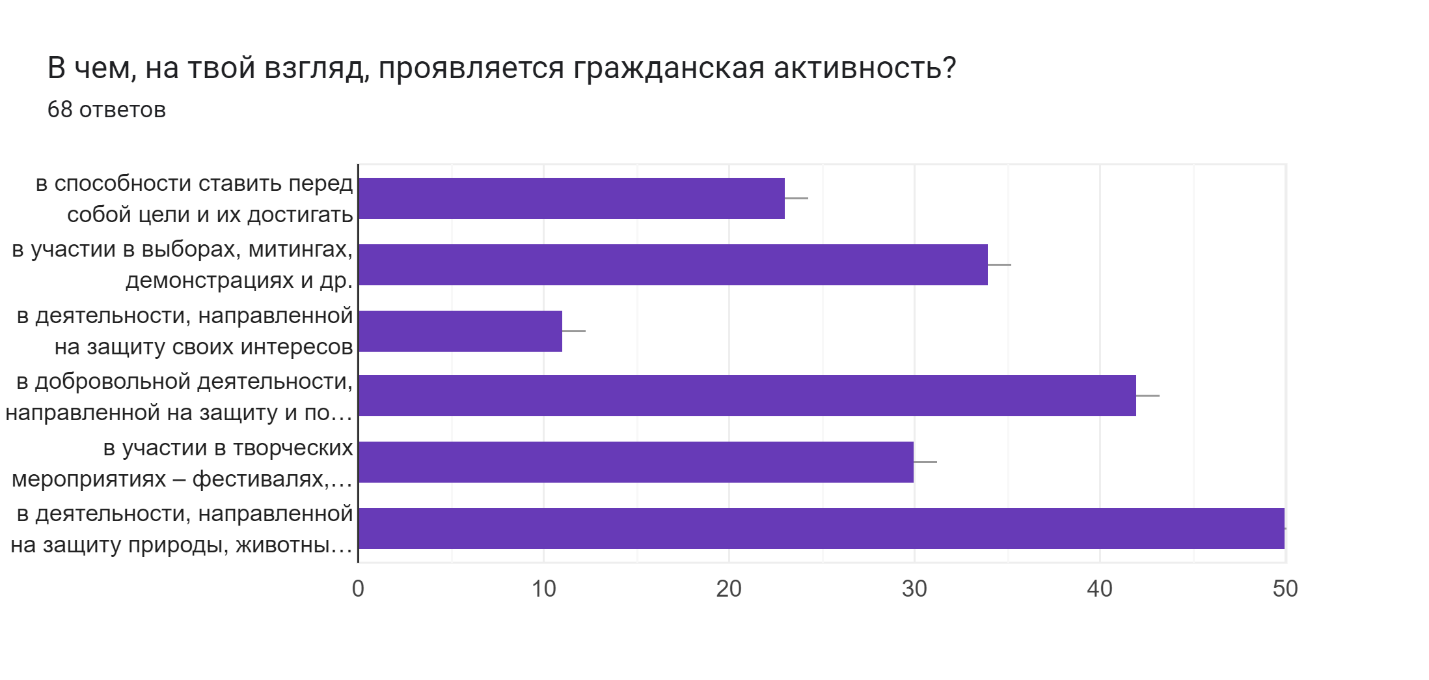 В чем, на твой взгляд, проявляется гражданская активность?
68 ответов
в способности ставить перед
собой цели и их достигать
в участии в выборах, митингах,
демонстрациях и др.
в деятельности, направленной
на защиту своих интересов
в добровольной деятельности,
направленной на защиту и по…
в участии в творческих
мероприятиях – фестивалях,…
в деятельности, направленной
на защиту природы, животны…
0 10 20 30 40 50